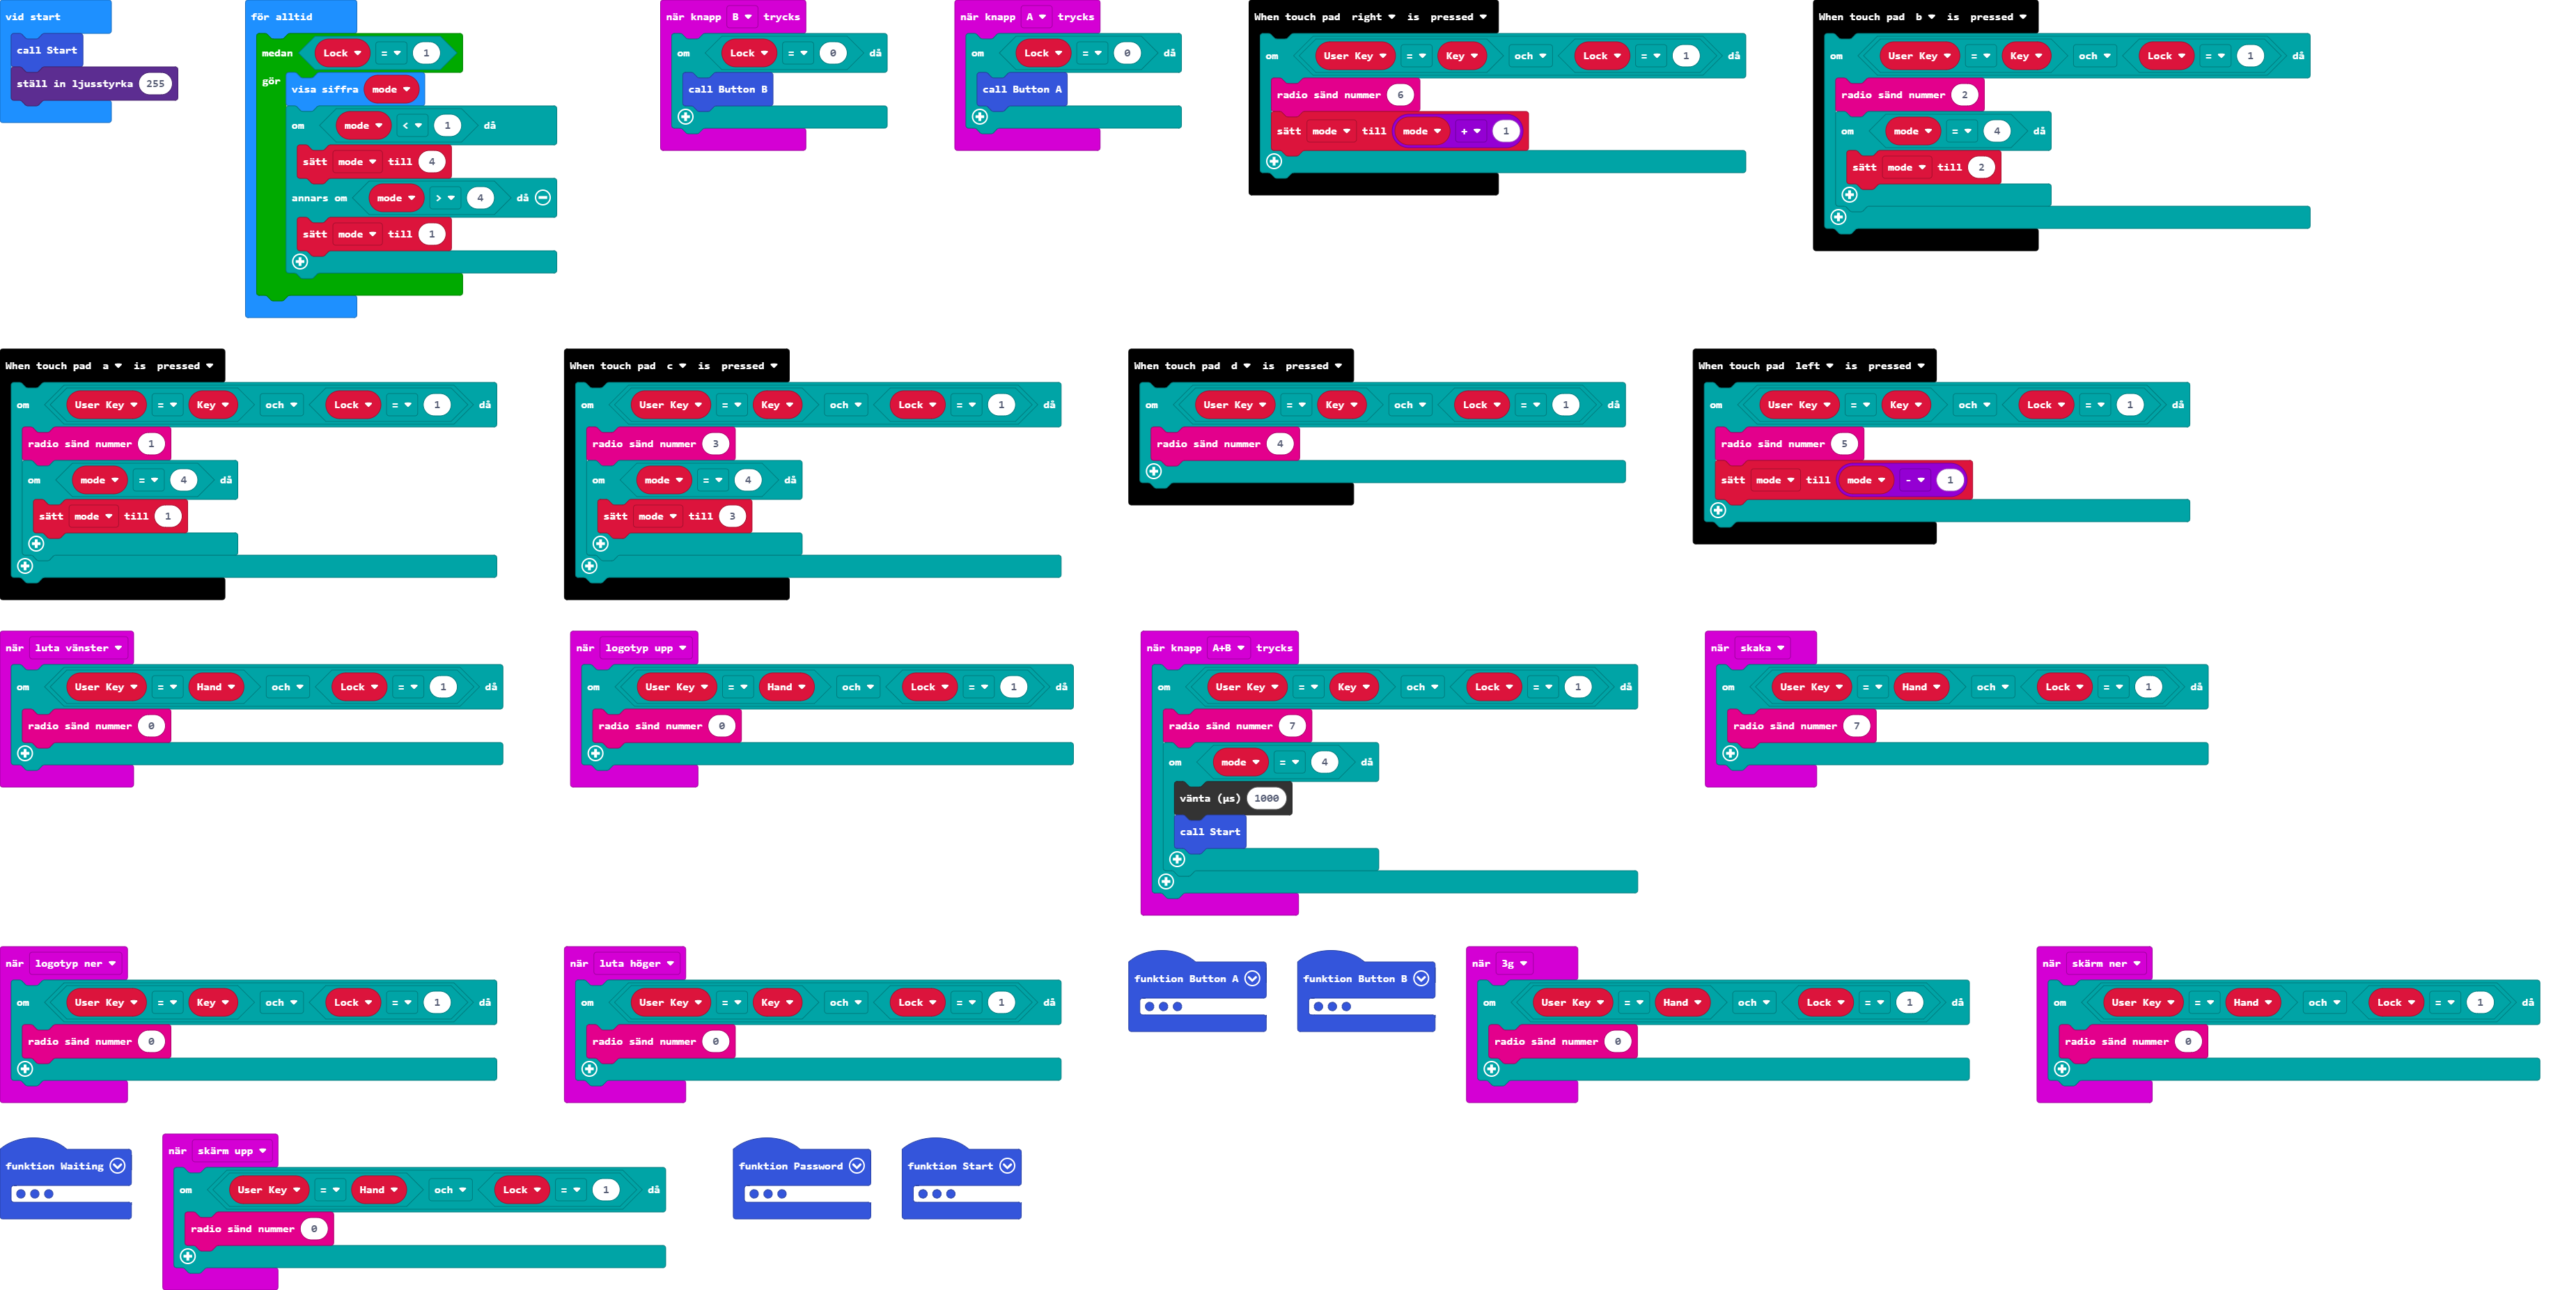 vid start
call Start
ställ in ljusstyrka 255
för alltid
medan Lock = 1
gör visa siffra mode
om mode < 1 då
sätt mode till 4
annars om mode > 4 då
sätt mode till 1
när knapp B trycks
om Lock = 0 då
call Button B
när knapp A trycks
om Lock = 0 då
call Button A
When touch pad right is pressed
om User Key = Key och Lock = 1 då
radio sänd nummer 6
sätt mode till mode + 1
When touch pad b is pressed
om User Key = Key och Lock = 1 då
radio sänd nummer 2
om mode = 4 då
sätt mode till 2
When touch pad a is pressed
om User Key = Key och Lock = 1 då
radio sänd nummer 1
om mode = 4 då
sätt mode till 1
When touch pad c is pressed
om User Key = Key och Lock = 1 då
radio sänd nummer 3
om mode = 4 då
sätt mode till 3
When touch pad d is pressed
om User Key = Key och Lock = 1 då
radio sänd nummer 4
When touch pad left is pressed
om User Key = Key och Lock = 1 då
radio sänd nummer 5
sätt mode till mode - 1
när luta vänster
om User Key = Hand och Lock = 1 då
radio sänd nummer 0
när logotyp upp
om User Key = Hand och Lock = 1 då
radio sänd nummer 0
när knapp A+B trycks
om User Key = Key och Lock = 1 då
radio sänd nummer 7
om mode = 4 då
vänta (µs) 1000
call Start
när skaka
om User Key = Hand och Lock = 1 då
radio sänd nummer 7
när logotyp ner
om User Key = Key och Lock = 1 då
radio sänd nummer 0
när luta höger
om User Key = Key och Lock = 1 då
radio sänd nummer 0
funktion Button A
funktion Button B
när 3g
om User Key = Hand och Lock = 1 då
radio sänd nummer 0
när skärm ner
om User Key = Hand och Lock = 1 då
radio sänd nummer 0
funktion Waiting
när skärm upp
om User Key = Hand och Lock = 1 då
radio sänd nummer 0
funktion Password
funktion Start